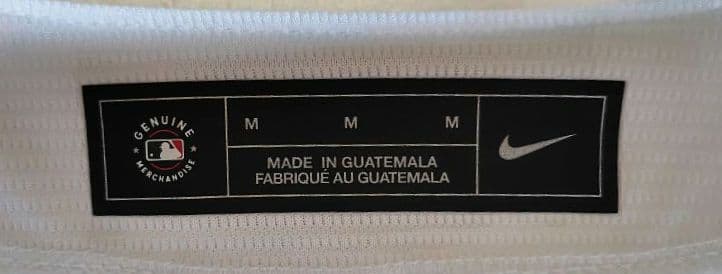 GENUINE
MERCHANDISE
M M M
MADE IN GUATEMALA
FABRIQUÉ AU GUATEMALA